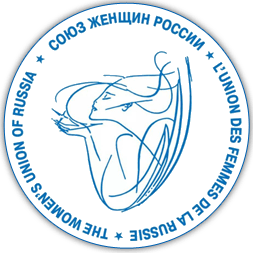 СОЮЗ ЖЕНЩИН РОССИИ
L'UNION DES FEMMES DE LA RUSSIE
THE WOMEN'S UNION OF RUSSIA